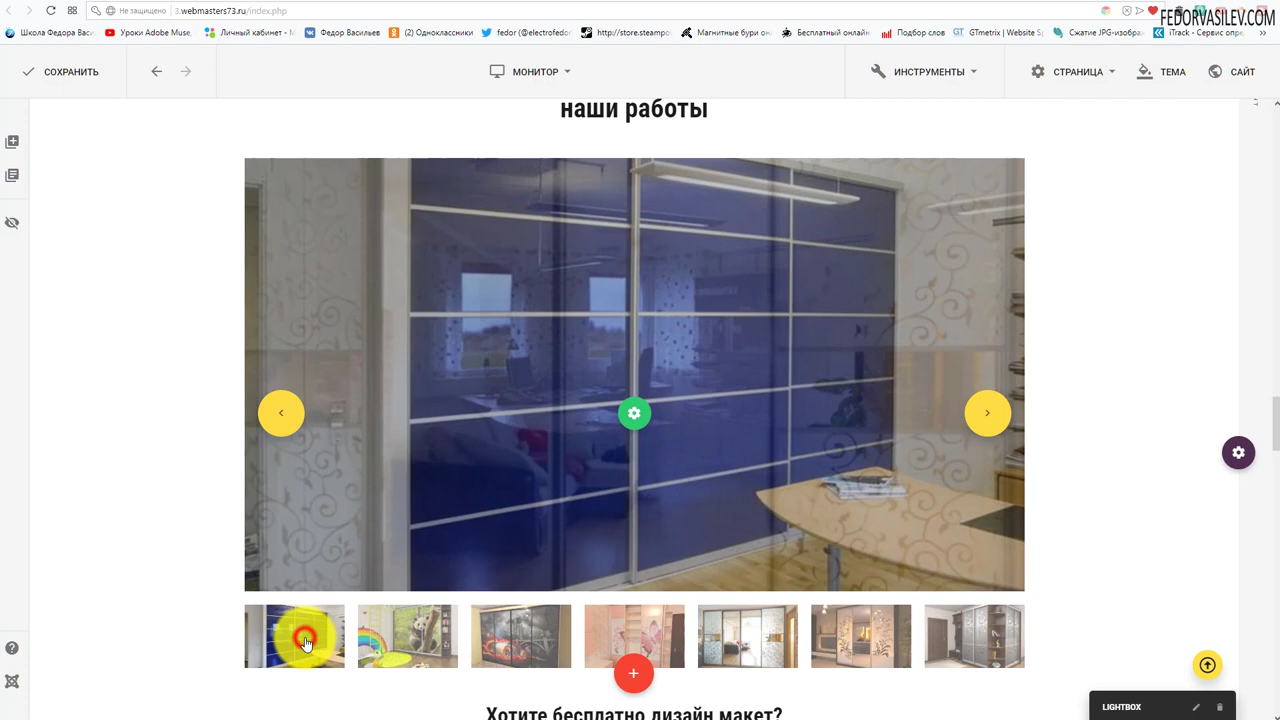 Не защищено 3.webmasters73.ru/index.php
FEDORVASILEV.COM
Школа Федора Васи Уроки Adobe Muse, Личный кабинет - М Федор Васильев (2) Одноклассники fedor (@electrofedor http://store.steampo Магнитные бури он Бесплатный онлайн Подбор слов GTmetrix | Website S Сжатие JPG-изобра iTrack - Сервис опре
СОХРАНИТЬ МОНИТОР ИНСТРУМЕНТЫ СТРАНИЦА ТЕМА САЙТ
наши работы
LIGHTBOX
Хотите бесплатно дизайн макет?